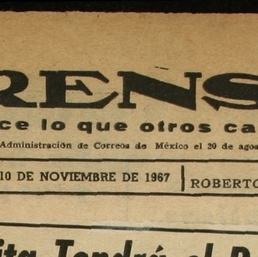 RENS
ce lo que otros ca
Administración de Correos de México el 20 de agos
10 DE NOVIEMBRE DE 1967 ROBERTO
ita Tendrá el P